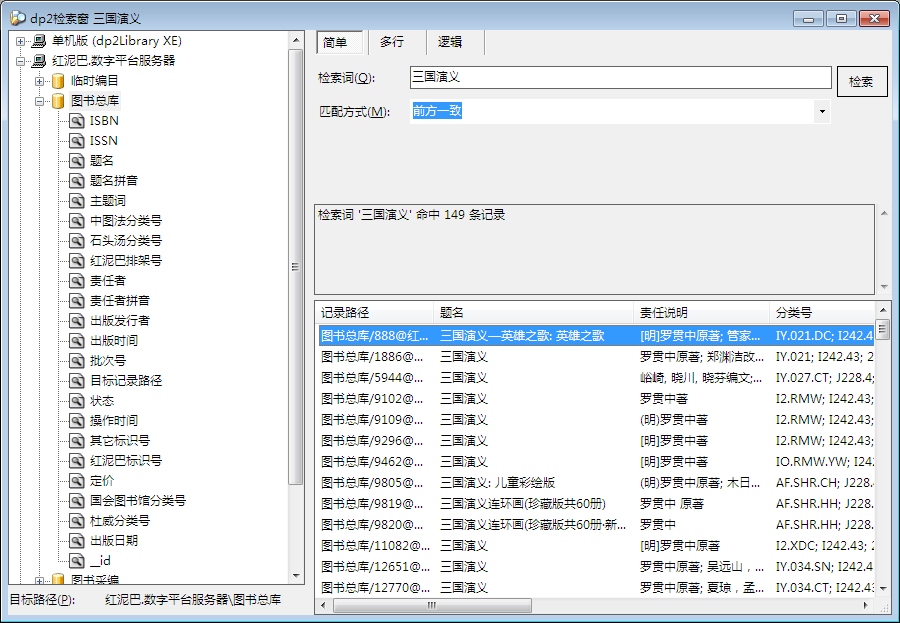 dp2检索窗 三国演义
单机版 (dp2Library XE)
红泥巴.数字平台服务器
临时编目
图书总库
ISBN
ISSN
题名
题名拼音
主题词
中图法分类号
石头汤分类号
红泥巴排架号
责任者
责任者拼音
出版发行者
出版时间
批次号
目标记录路径
状态
操作时间
其它标识号
红泥巴标识号
定价
国会图书馆分类号
杜威分类号
出版日期
__id
图书采编
目标路径(P): 红泥巴.数字平台服务器\图书总库
简单 多行 逻辑
检索词(Q): 三国演义 检索
匹配方式(M): 前方一致
检索词 '三国演义' 命中 149 条记录
记录路径 题名 责任说明 分类号
图书总库/888@红... 三国演义—英雄之歌: 英雄之歌 [明]罗贯中原著; 管家... IY.021.DC; I242.4
图书总库/1886@... 三国演义 罗贯中原著; 郑渊洁改... IY.021; I242.43; 2
图书总库/5944@... 三国演义 峪崎, 晓川, 晓芬编文;... IY.027.CT; J228.4;
图书总库/9102@... 三国演义 罗贯中著 I2.RMW; I242.43;
图书总库/9109@... 三国演义 (明)罗贯中著 I2.RMW; I242.43;
图书总库/9296@... 三国演义 [明]罗贯中著 I2.RMW; I242.43;
图书总库/9462@... 三国演义 [明]罗贯中著 IO.RMW.YW; I24
图书总库/9805@... 三国演义: 儿童彩绘版 (明)罗贯中原著; 木日... AF.SHR.CH; J228.
图书总库/9819@... 三国演义连环画(珍藏版共60册) 罗贯中 原著 AF.SHR.HH; J228.
图书总库/9820@... 三国演义连环画(珍藏版共60册·新... 罗贯中 AF.SHR.HH; J228.
图书总库/11082@... 三国演义 [明]罗贯中原著 I2.XDC; I242.43; 2
图书总库/12651@... 三国演义 罗贯中原著; 吴远山，... IY.034.SN; I242.4
图书总库/12770@... 三国演义 罗贯中原著; 夏琼，孟... IY.034.CT; J228.4